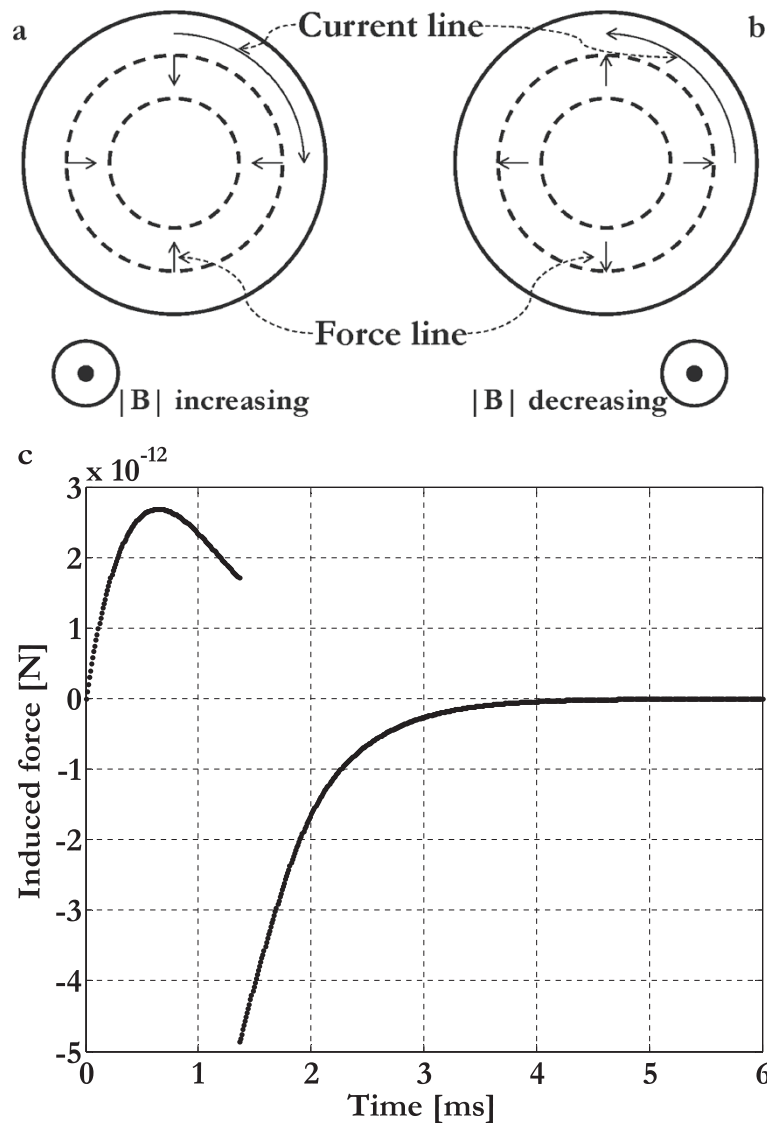 a Current line b
Force line
|B| increasing |B| decreasing
c
x 10^-12
3
2
1
0
-1
-2
-3
-4
-5
Induced force [N]
0 1 2 3 4 5 6
Time [ms]